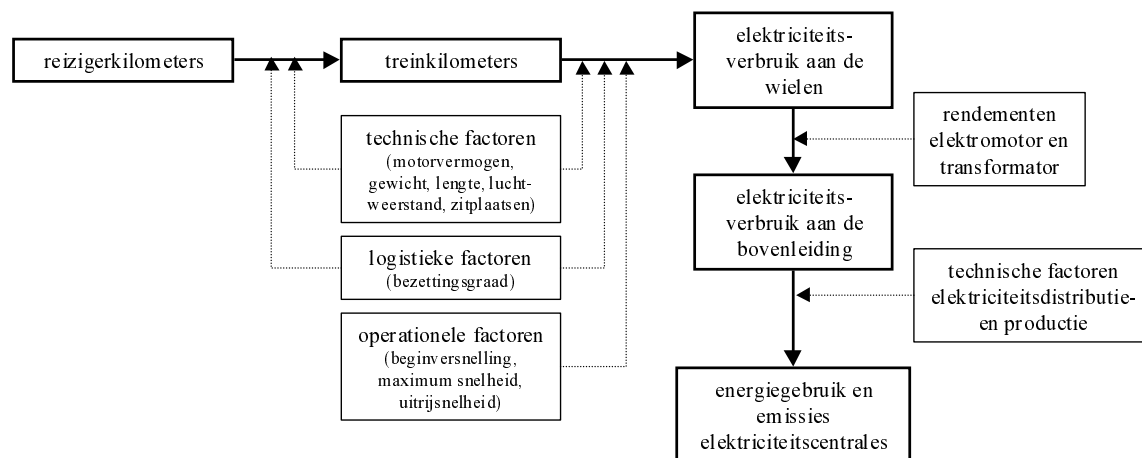 reizigerkilometers
treinkilometers
elektriciteits-
verbruik aan de
wielen
technische factoren
(motorvermogen,
gewicht, lengte, lucht-
weerstand, zitplaatsen)
logistieke factoren
(bezettingsgraad)
operationele factoren
(beginversnelling,
maximum snelheid,
uitrijsnelheid)
rendementen
elektromotor en
transformator
elektriciteits-
verbruik aan de
bovenleiding
technische factoren
elektriciteitsdistributie-
en productie
energiegebruik en
emissies
elektriciteitscentrales